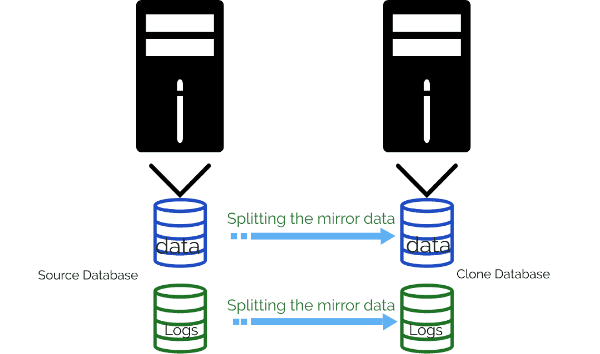 Splitting the mirror data
data
data
Source Database
Clone Database
Splitting the mirror data
Logs
Logs